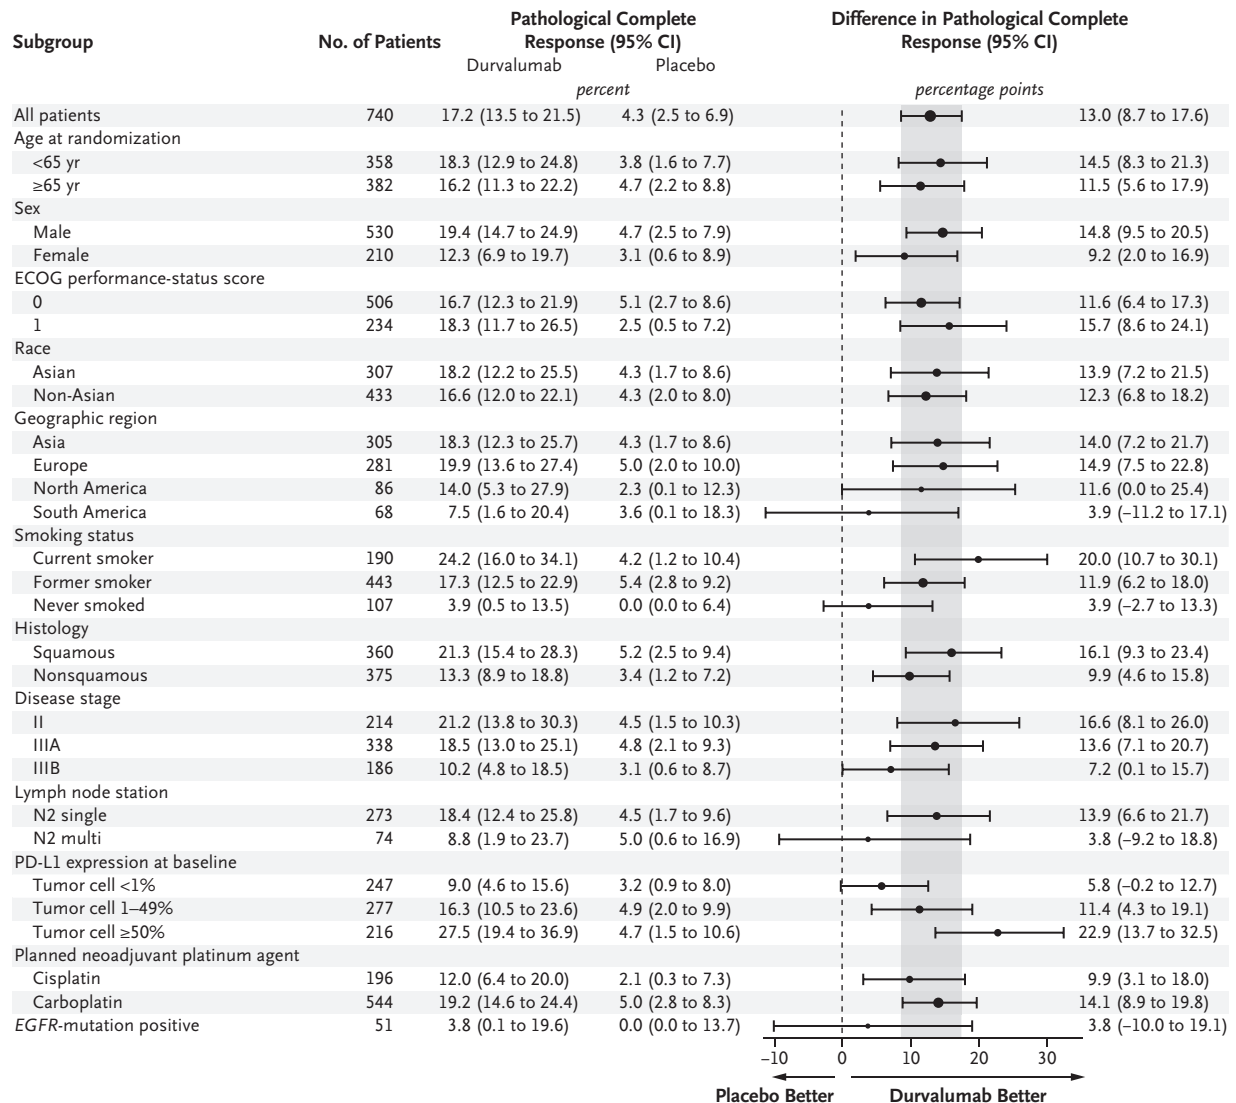 Subgroup No. of Patients Pathological Complete Response (95% CI) Difference in Pathological Complete Response (95% CI)
Durvalumab Placebo
percent percentage points
All patients 740 17.2 (13.5 to 21.5) 4.3 (2.5 to 6.9) 13.0 (8.7 to 17.6)
Age at randomization
<65 yr 358 18.3 (12.9 to 24.8) 3.8 (1.6 to 7.7) 14.5 (8.3 to 21.3)
≥65 yr 382 16.2 (11.3 to 22.2) 4.7 (2.2 to 8.8) 11.5 (5.6 to 17.9)
Sex
Male 530 19.4 (14.7 to 24.9) 4.7 (2.5 to 7.9) 14.8 (9.5 to 20.5)
Female 210 12.3 (6.9 to 19.7) 3.1 (0.6 to 8.9) 9.2 (2.0 to 16.9)
ECOG performance-status score
0 506 16.7 (12.3 to 21.9) 5.1 (2.7 to 8.6) 11.6 (6.4 to 17.3)
1 234 18.3 (11.7 to 26.5) 2.5 (0.5 to 7.2) 15.7 (8.6 to 24.1)
Race
Asian 307 18.2 (12.2 to 25.5) 4.3 (1.7 to 8.6) 13.9 (7.2 to 21.5)
Non-Asian 433 16.6 (12.0 to 22.1) 4.3 (2.0 to 8.0) 12.3 (6.8 to 18.2)
Geographic region
Asia 305 18.3 (12.3 to 25.7) 4.3 (1.7 to 8.6) 14.0 (7.2 to 21.7)
Europe 281 19.9 (13.6 to 27.4) 5.0 (2.0 to 10.0) 14.9 (7.5 to 22.8)
North America 86 14.0 (5.3 to 27.9) 2.3 (0.1 to 12.3) 11.6 (0.0 to 25.4)
South America 68 7.5 (1.6 to 20.4) 3.6 (0.1 to 18.3) 3.9 (–11.2 to 17.1)
Smoking status
Current smoker 190 24.2 (16.0 to 34.1) 4.2 (1.2 to 10.4) 20.0 (10.7 to 30.1)
Former smoker 443 17.3 (12.5 to 22.9) 5.4 (2.8 to 9.2) 11.9 (6.2 to 18.0)
Never smoked 107 3.9 (0.5 to 13.5) 0.0 (0.0 to 6.4) 3.9 (–2.7 to 13.3)
Histology
Squamous 360 21.3 (15.4 to 28.3) 5.2 (2.5 to 9.4) 16.1 (9.3 to 23.4)
Nonsquamous 375 13.3 (8.9 to 18.8) 3.4 (1.2 to 7.2) 9.9 (4.6 to 15.8)
Disease stage
II 214 21.2 (13.8 to 30.3) 4.5 (1.5 to 10.3) 16.6 (8.1 to 26.0)
IIIA 338 18.5 (13.0 to 25.1) 4.8 (2.1 to 9.3) 13.6 (7.1 to 20.7)
IIIB 186 10.2 (4.8 to 18.5) 3.1 (0.6 to 8.7) 7.2 (0.1 to 15.7)
Lymph node station
N2 single 273 18.4 (12.4 to 25.8) 4.5 (1.7 to 9.6) 13.9 (6.6 to 21.7)
N2 multi 74 8.8 (1.9 to 23.7) 5.0 (0.6 to 16.9) 3.8 (–9.2 to 18.8)
PD-L1 expression at baseline
Tumor cell <1% 247 9.0 (4.6 to 15.6) 3.2 (0.9 to 8.0) 5.8 (–0.2 to 12.7)
Tumor cell 1–49% 277 16.3 (10.5 to 23.6) 4.9 (2.0 to 9.9) 11.4 (4.3 to 19.1)
Tumor cell ≥50% 216 27.5 (19.4 to 36.9) 4.7 (1.5 to 10.6) 22.9 (13.7 to 32.5)
Planned neoadjuvant platinum agent
Cisplatin 196 12.0 (6.4 to 20.0) 2.1 (0.3 to 7.3) 9.9 (3.1 to 18.0)
Carboplatin 544 19.2 (14.6 to 24.4) 5.0 (2.8 to 8.3) 14.1 (8.9 to 19.8)
EGFR-mutation positive 51 3.8 (0.1 to 19.6) 0.0 (0.0 to 13.7) 3.8 (–10.0 to 19.1)
–10 0 10 20 30
Placebo Better Durvalumab Better